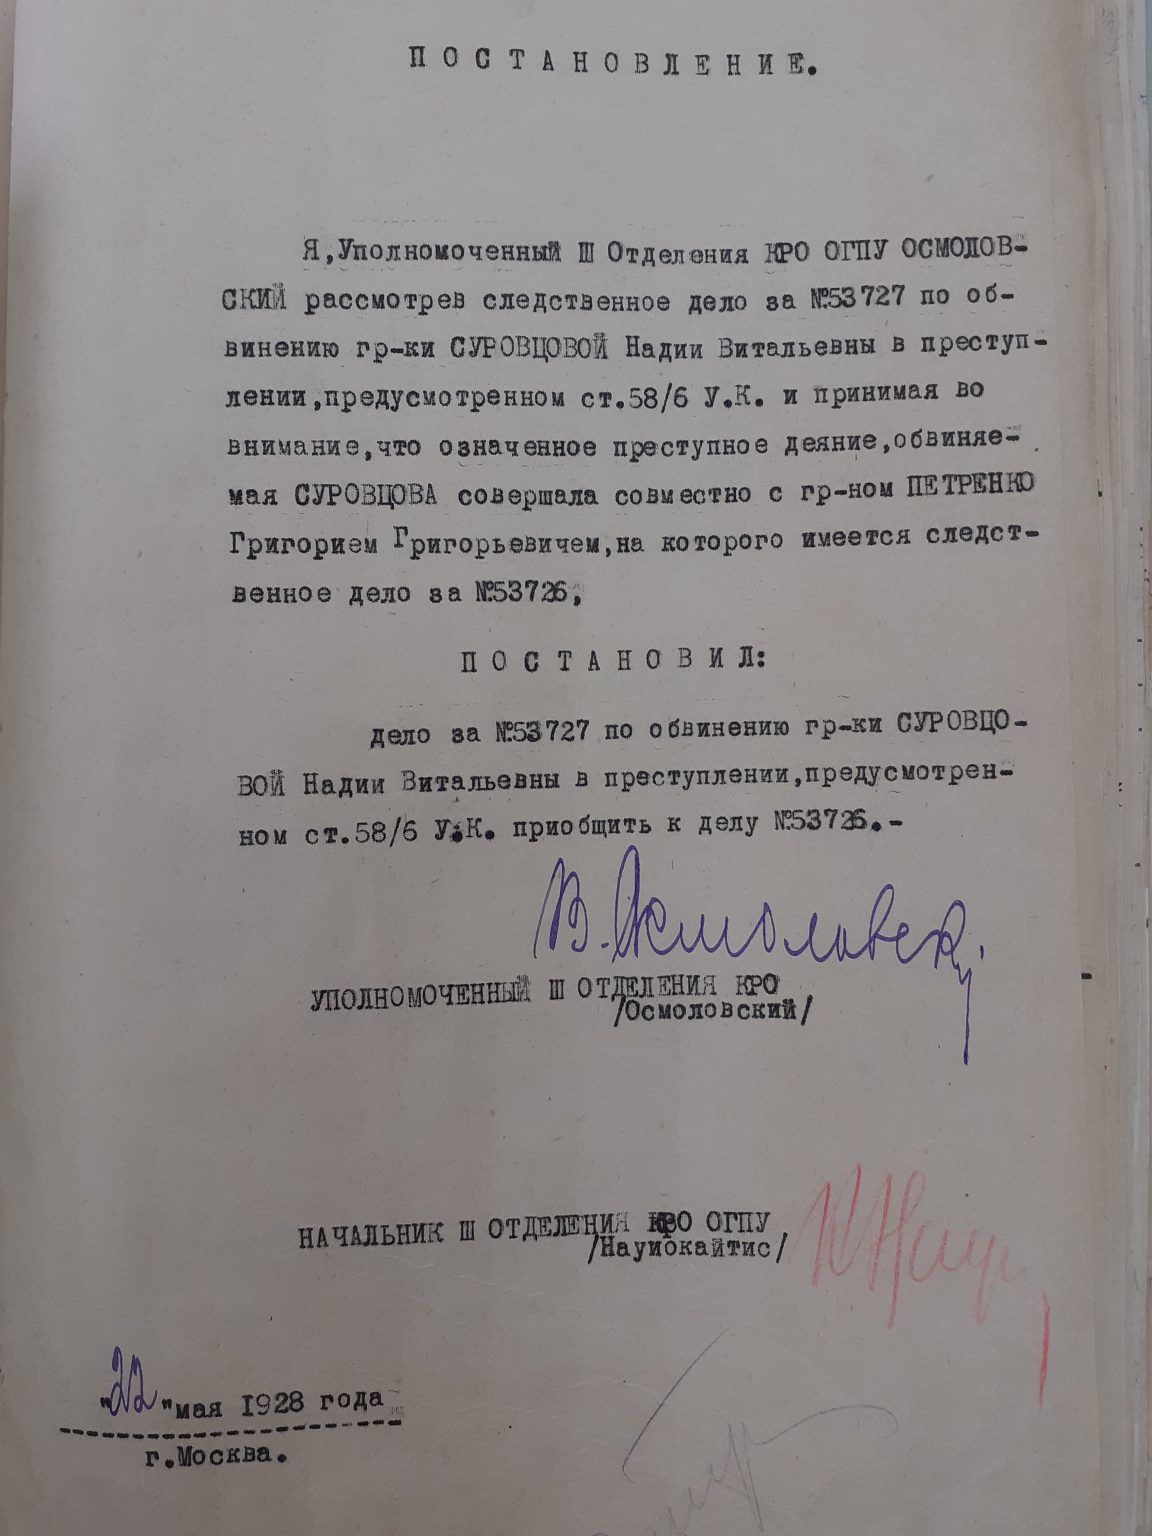 ПОСТАНОВЛЕНИЕ.
Я,Уполномоченный Ш Отделения КРО ОГПУ ОСМОЛОВ-
СКИЙ рассмотрев следственное дело за №53727 по об-
винению гр-ки СУРОВЦОВОЙ Надии Витальевны в преступ-
лении,предусмотренном ст.58/6 У.К. и принимая во
внимание,что означенное преступное деяние,обвиняе-
мая СУРОВЦОВА совершала совместно с гр-ном ПЕТРЕНКО
Григорием Григорьевичем,на которого имеется следст-
венное дело за №53726,
ПОСТАНОВИЛ:
дело за №53727 по обвинению гр-ки СУРОВЦО-
ВОЙ Надии Витальевны в преступлении,предусмотрен-
ном ст.58/6 У.К. приобщить к делу №53726.-
В. Осмоловский
УПОЛНОМОЧЕННЫЙ Ш ОТДЕЛЕНИЯ КРО
/Осмоловский/
НАЧАЛЬНИК Ш ОТДЕЛЕНИЯ КРО ОГПУ
/Науиокайтис/
"22"мая 1928 года
г.Москва.